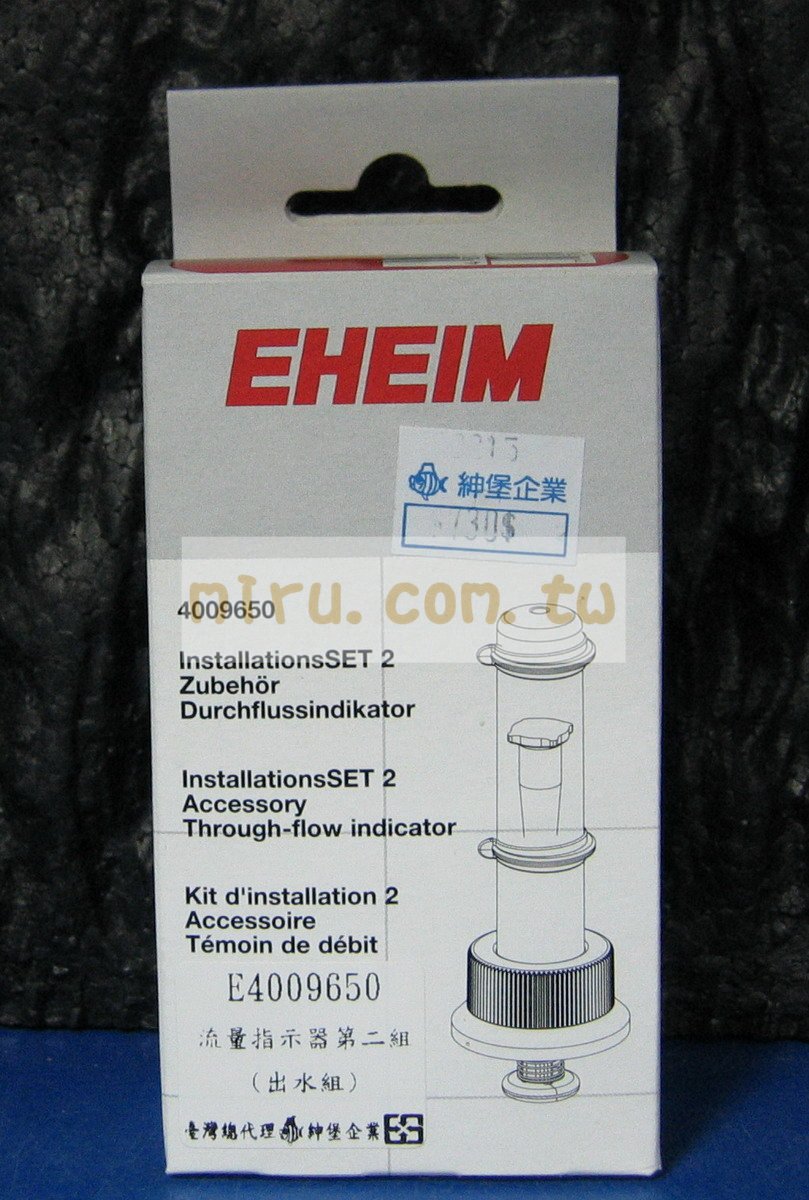 EHEIM
紳堡企業
miru.com.tw
4009650
InstallationsSET 2
Zubehör
Durchflussindikator
InstallationsSET 2
Accessory
Through-flow indicator
Kit d'installation 2
Accessoire
Témoin de débit
E4009650
流量指示器第二組
(出水組)
臺灣總代理 紳堡企業